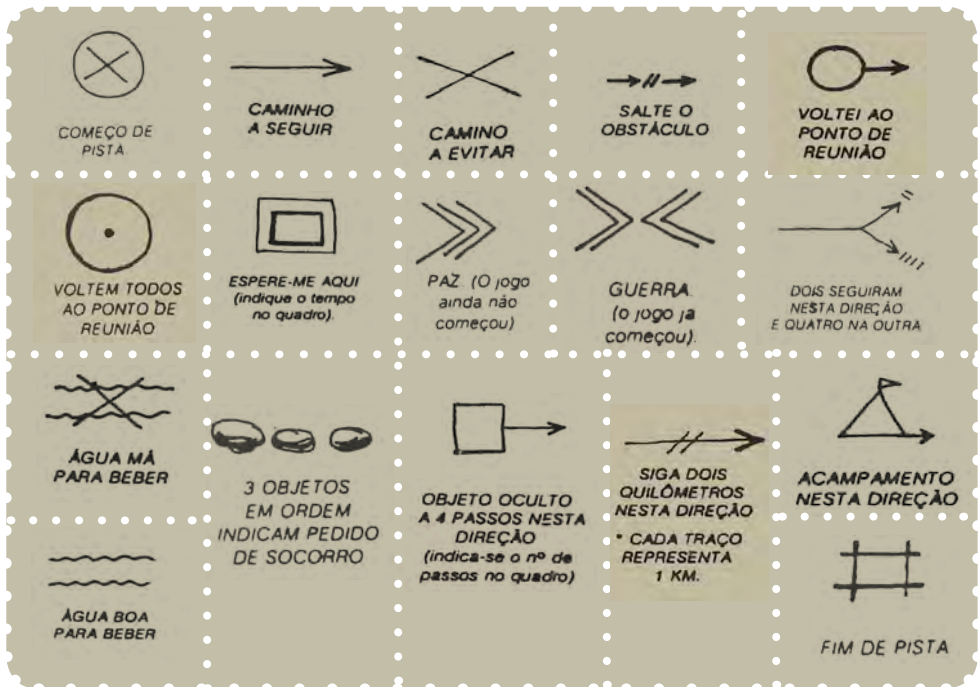 COMEÇO DE
PISTA
CAMINHO
A SEGUIR
CAMINO
A EVITAR
SALTE O
OBSTÁCULO
VOLTEI AO
PONTO DE
REUNIÃO
VOLTEM TODOS
AO PONTO DE
REUNIÃO
ESPERE-ME AQUI
(indique o tempo
no quadro).
PAZ. (O jogo
ainda não
começou)
GUERRA.
(o jogo ja
começou).
DOIS SEGUIRAM
NESTA DIREÇÃO
E QUATRO NA OUTRA
ÁGUA MÁ
PARA BEBER
3 OBJETOS
EM ORDEM
INDICAM PEDIDO
DE SOCORRO
OBJETO OCULTO
A 4 PASSOS NESTA
DIREÇÃO
(indica-se o nº de
passos no quadro)
SIGA DOIS
QUILÔMETROS
NESTA DIREÇÃO
* CADA TRAÇO
REPRESENTA
1 KM.
ACAMPAMENTO
NESTA DIREÇÃO
ÁGUA BOA
PARA BEBER
FIM DE PISTA